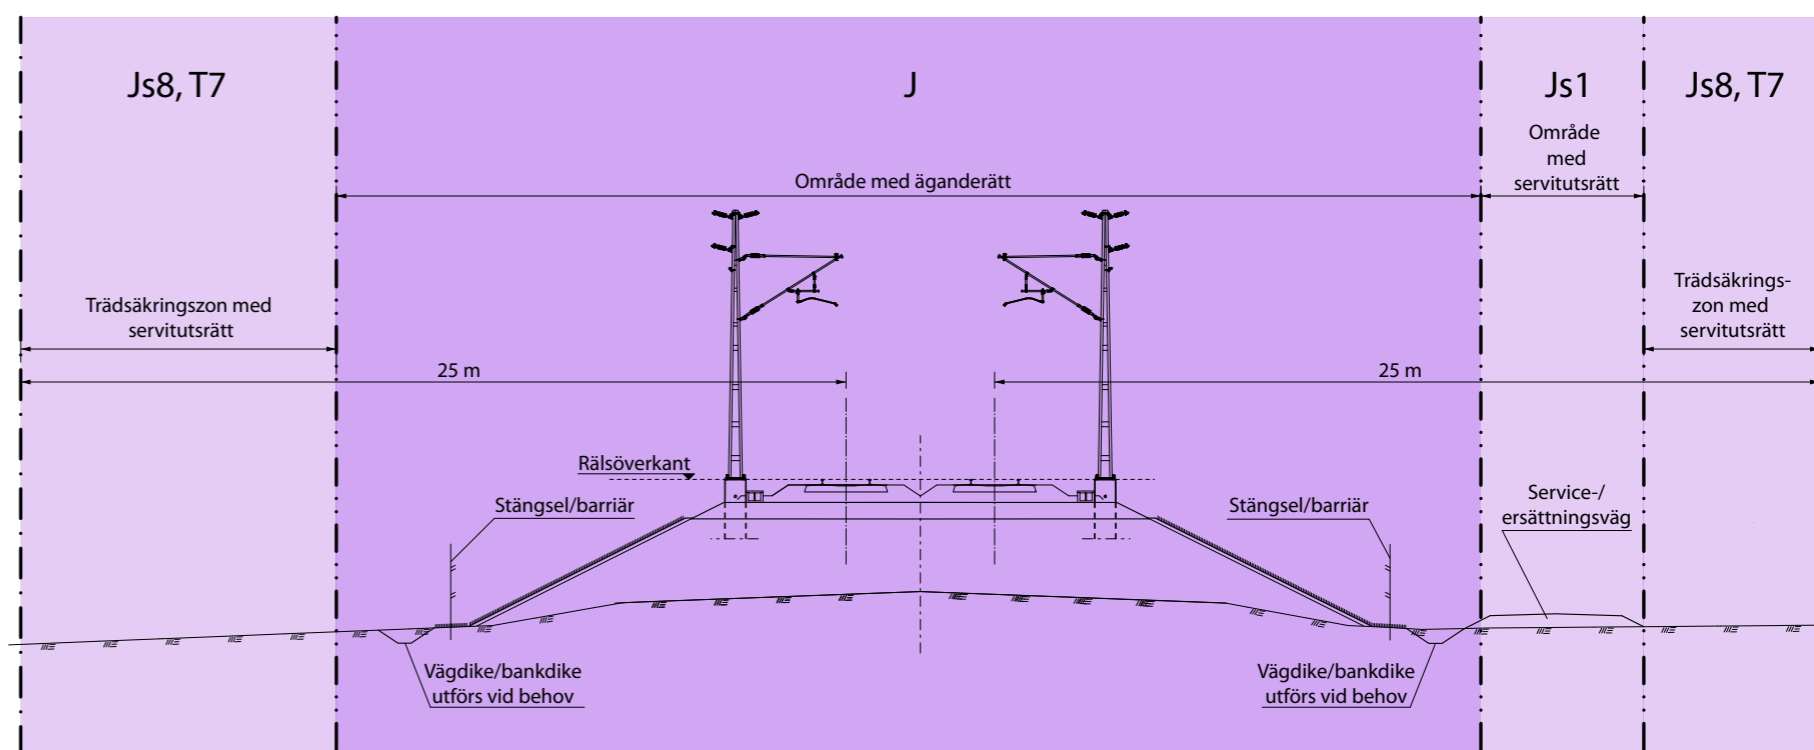 Js8, T7
J
Js1
Js8, T7
Område
med
servitutsrätt
Område med äganderätt
Trädsäkringszon med
servitutsrätt
Trädsäkrings-
zon med
servitutsrätt
25 m
25 m
Rälsöverkant
Stängsel/barriär
Stängsel/barriär
Service-/
ersättningsväg
Vägdike/bankdike
utförs vid behov
Vägdike/bankdike
utförs vid behov